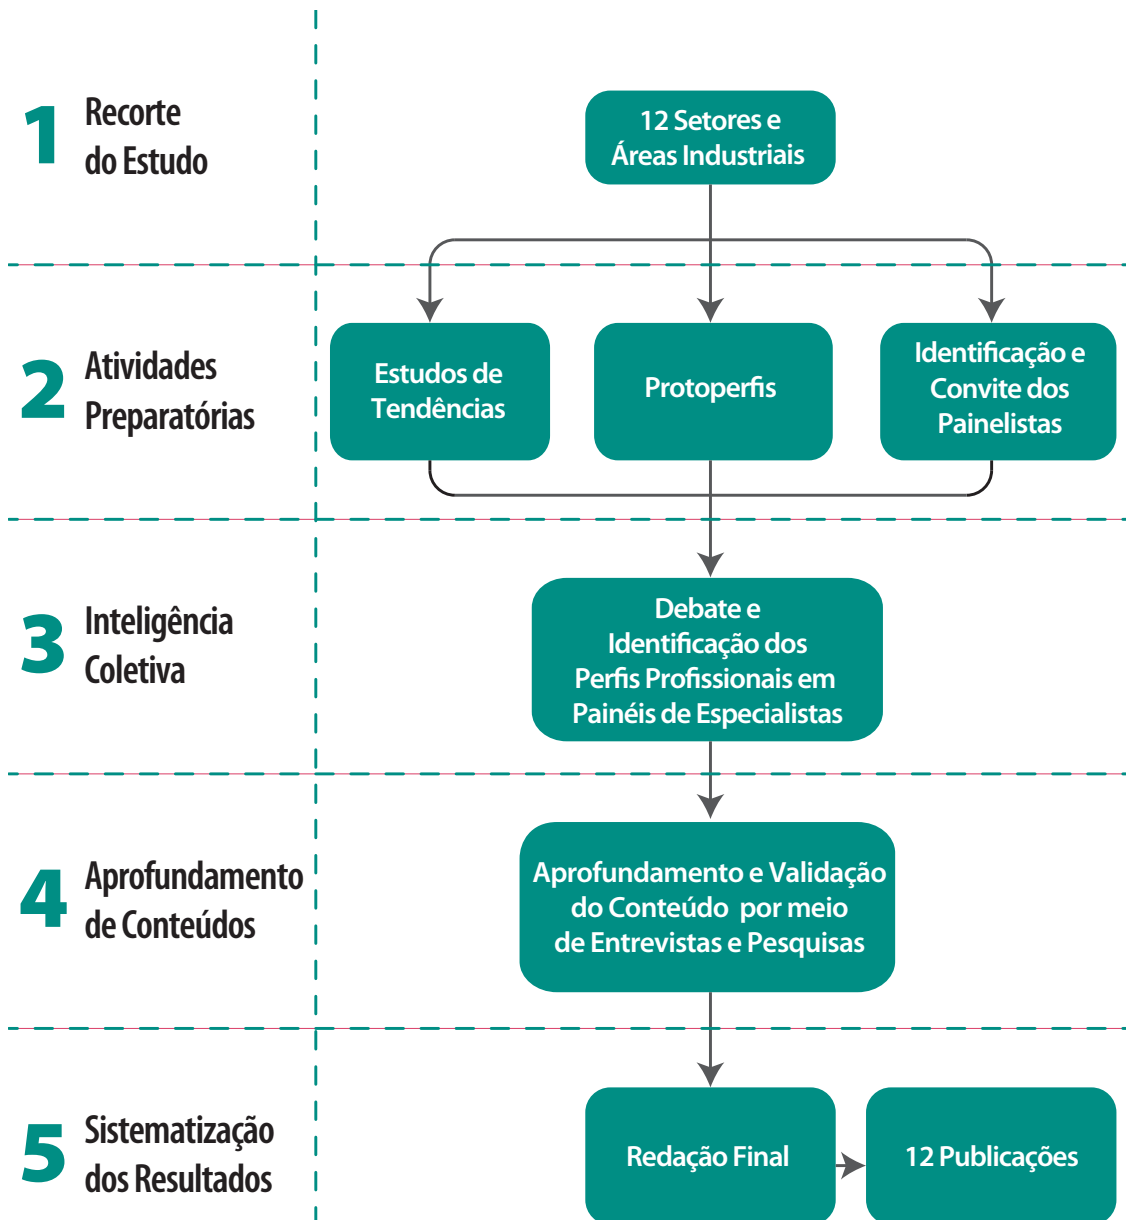 1
Recorte
do Estudo
12 Setores e
Áreas Industriais
2
Atividades
Preparatórias
Estudos de
Tendências
Protoperfis
Identificação e
Convite dos
Painelistas
3
Inteligência
Coletiva
Debate e
Identificação dos
Perfis Profissionais em
Painéis de Especialistas
4
Aprofundamento
de Conteúdos
Aprofundamento e Validação
do Conteúdo por meio
de Entrevistas e Pesquisas
5
Sistematização
dos Resultados
Redação Final
12 Publicações